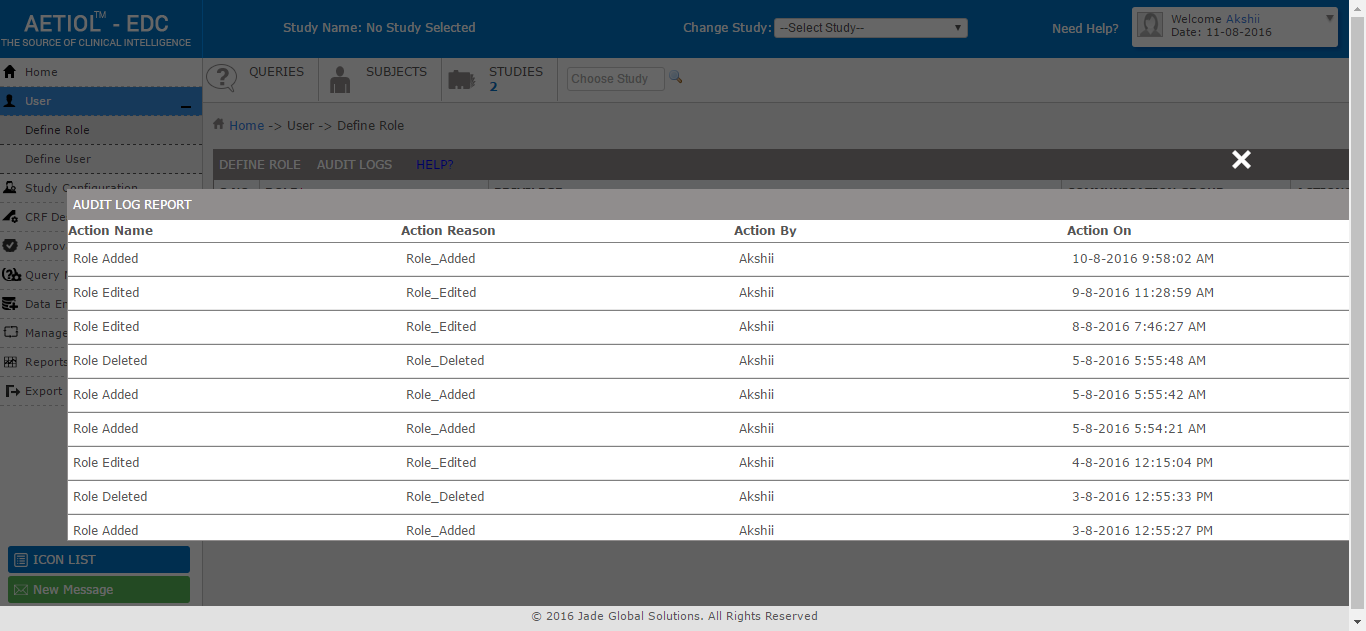 AETIOL™ - EDC
THE SOURCE OF CLINICAL INTELLIGENCE
Study Name: No Study Selected
Change Study: --Select Study--
Need Help?
Welcome Akshii
Date: 11-08-2016
Home
User
Define Role
Define User
Study Configuration
CRF De
Approv
Query
Data En
Manage
Reports
Export
ICON LIST
New Message
QUERIES
SUBJECTS
STUDIES
2
Choose Study
Home -> User -> Define Role
DEFINE ROLE AUDIT LOGS HELP?
AUDIT LOG REPORT
Action Name Action Reason Action By Action On
Role Added Role_Added Akshii 10-8-2016 9:58:02 AM
Role Edited Role_Edited Akshii 9-8-2016 11:28:59 AM
Role Edited Role_Edited Akshii 8-8-2016 7:46:27 AM
Role Deleted Role_Deleted Akshii 5-8-2016 5:55:48 AM
Role Added Role_Added Akshii 5-8-2016 5:55:42 AM
Role Added Role_Added Akshii 5-8-2016 5:54:21 AM
Role Edited Role_Edited Akshii 4-8-2016 12:15:04 PM
Role Deleted Role_Deleted Akshii 3-8-2016 12:55:33 PM
Role Added Role_Added Akshii 3-8-2016 12:55:27 PM
© 2016 Jade Global Solutions. All Rights Reserved